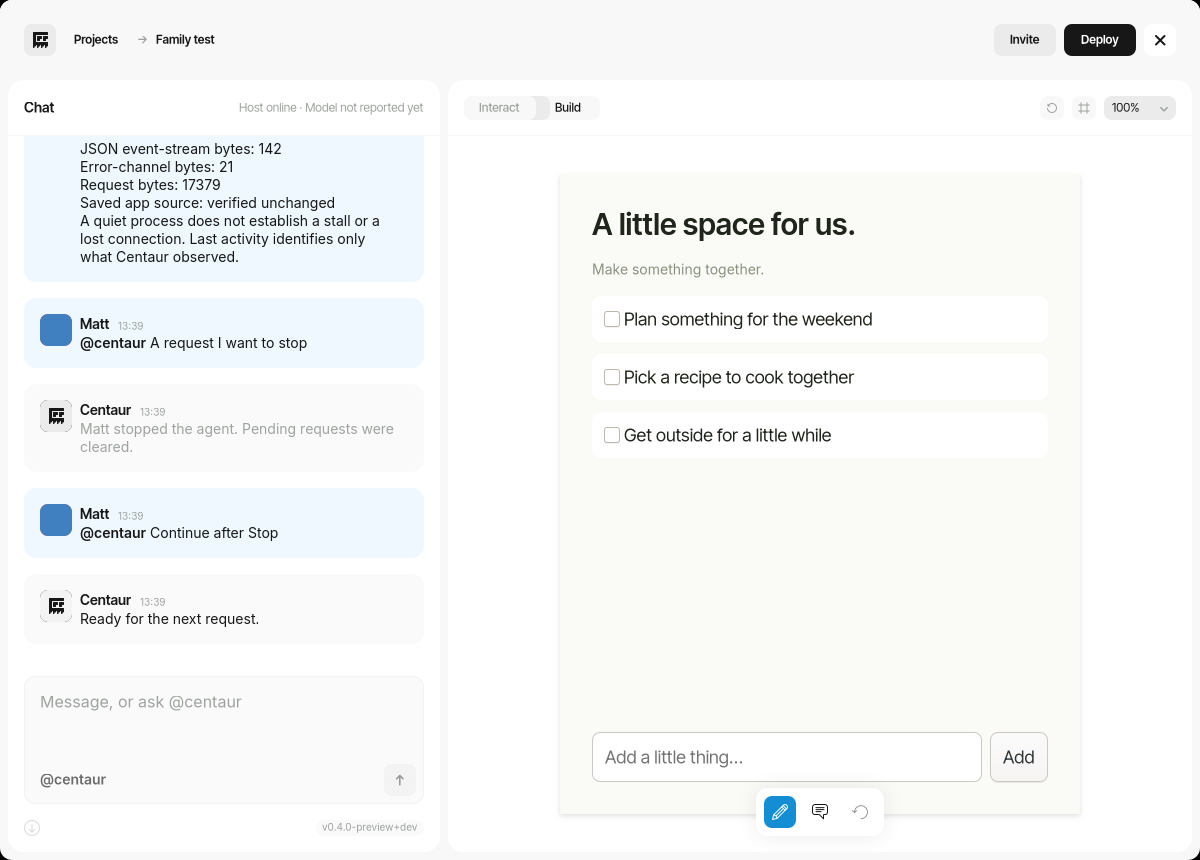 Projects → Family test
Invite
Deploy
Chat
Host online · Model not reported yet
JSON event-stream bytes: 142
Error-channel bytes: 21
Request bytes: 17379
Saved app source: verified unchanged
A quiet process does not establish a stall or a
lost connection. Last activity identifies only
what Centaur observed.
Matt 13:39
@centaur A request I want to stop
Centaur 13:39
Matt stopped the agent. Pending requests were
cleared.
Matt 13:39
@centaur Continue after Stop
Centaur 13:39
Ready for the next request.
Message, or ask @centaur
@centaur
v0.4.0-preview+dev
Interact
Build
100%
A little space for us.
Make something together.
Plan something for the weekend
Pick a recipe to cook together
Get outside for a little while
Add a little thing...
Add